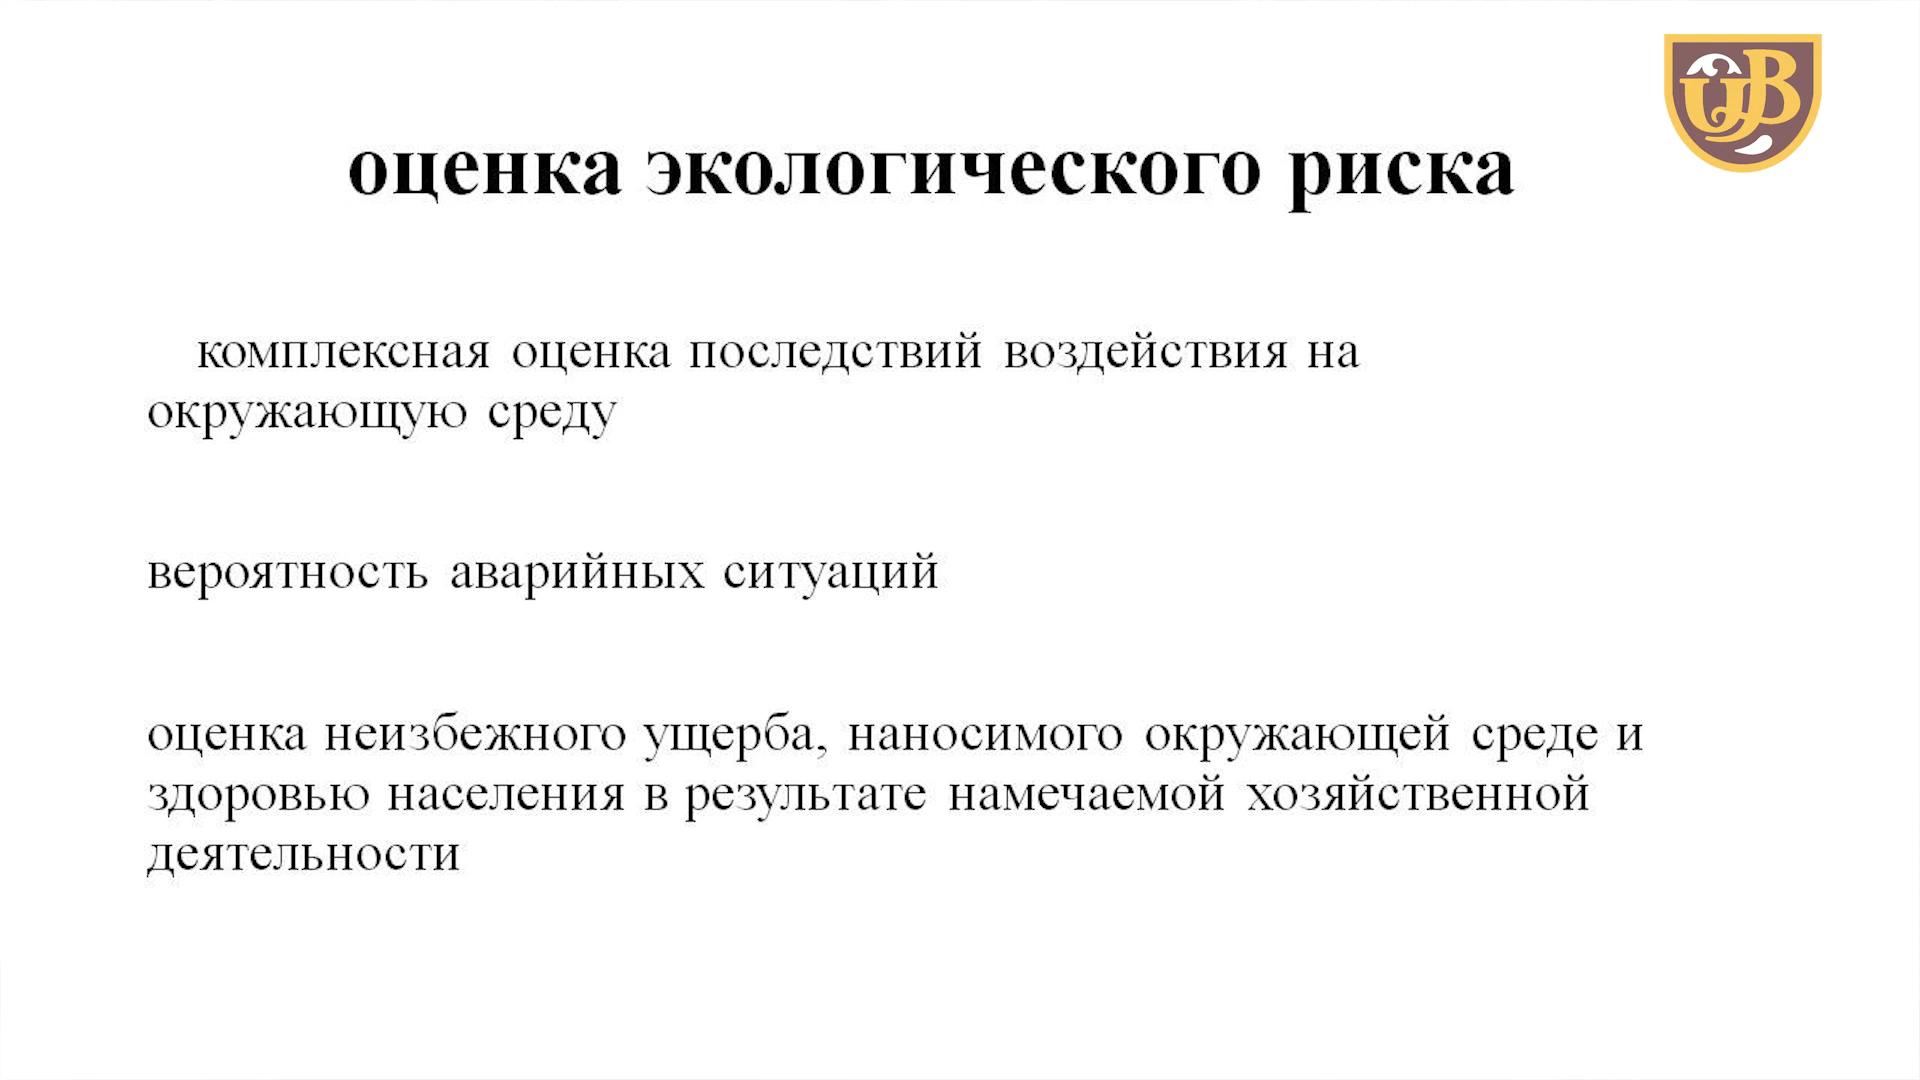 оценка экологического риска
комплексная оценка последствий воздействия на
окружающую среду
вероятность аварийных ситуаций
оценка неизбежного ущерба, наносимого окружающей среде и
здоровью населения в результате намечаемой хозяйственной
деятельности